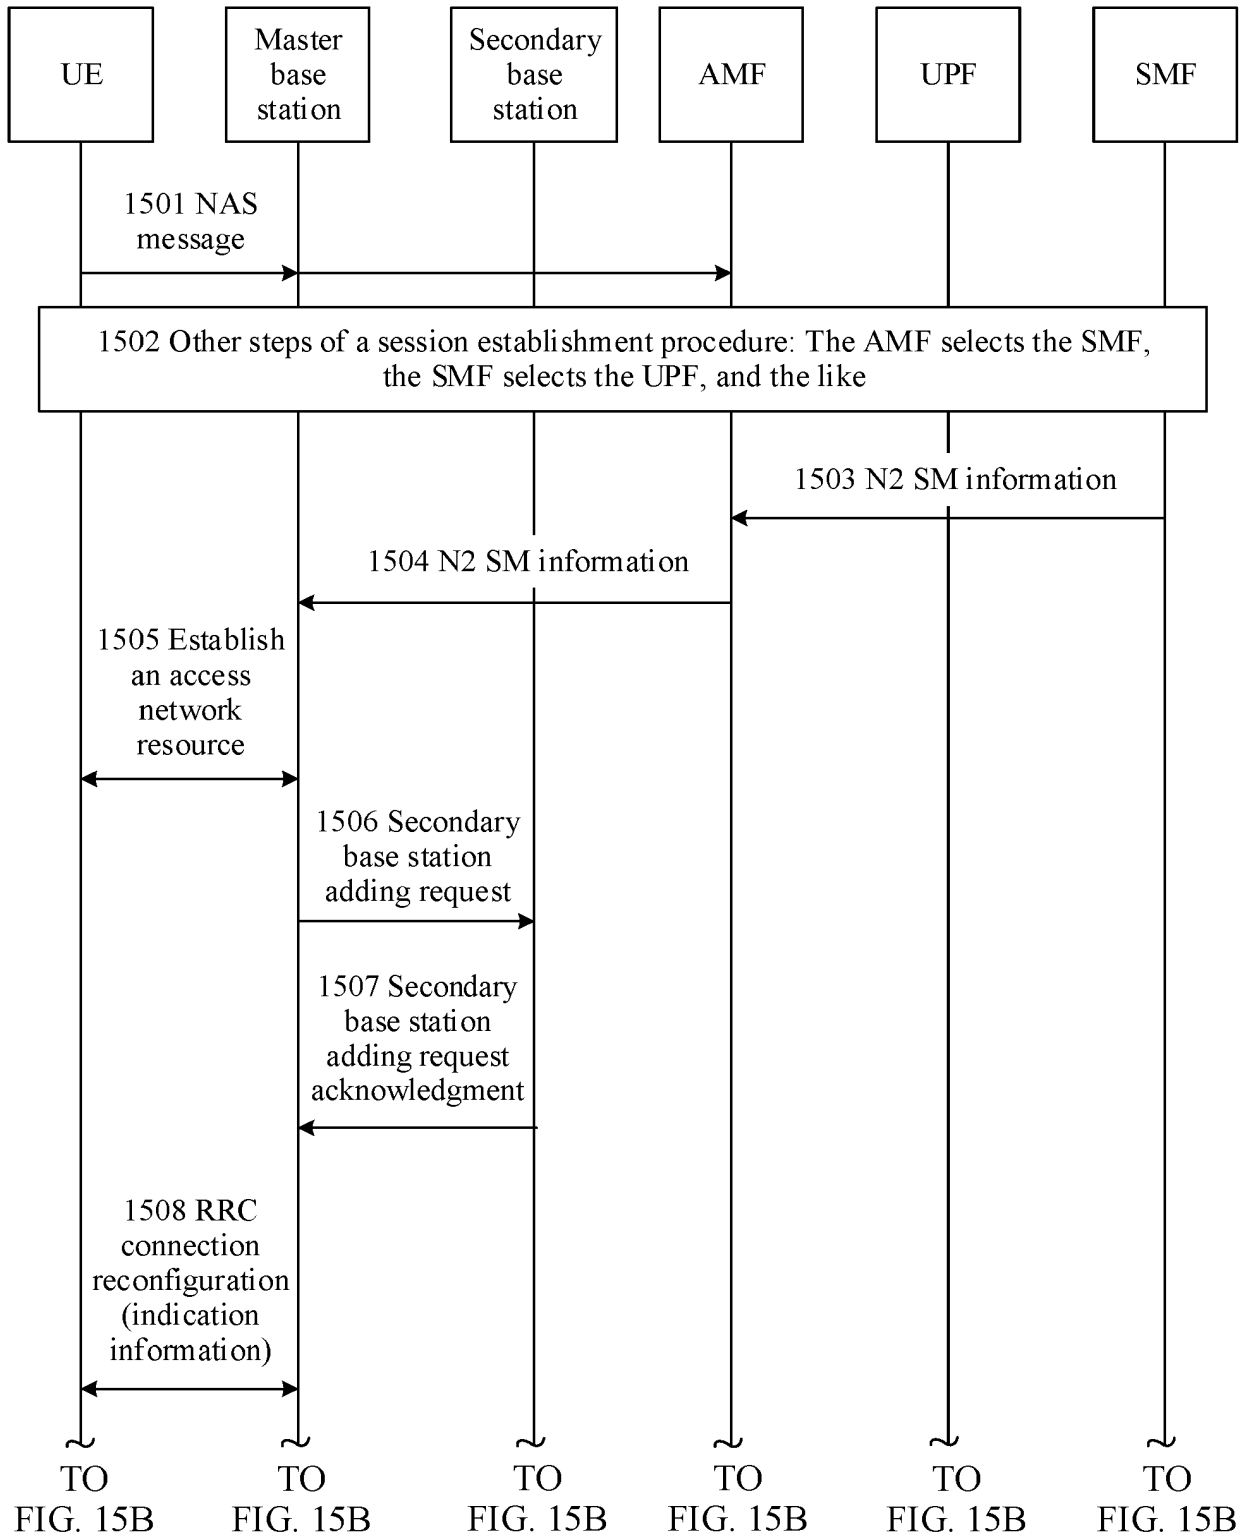 UE
Master
base
station
Secondary
base
station
AMF
UPF
SMF
1501 NAS
message
1502 Other steps of a session establishment procedure: The AMF selects the SMF,
the SMF selects the UPF, and the like
1503 N2 SM information
1504 N2 SM information
1505 Establish
an access
network
resource
1506 Secondary
base station
adding request
1507 Secondary
base station
adding request
acknowledgment
1508 RRC
connection
reconfiguration
(indication
information)
TO
FIG. 15B
TO
FIG. 15B
TO
FIG. 15B
TO
FIG. 15B
TO
FIG. 15B
TO
FIG. 15B